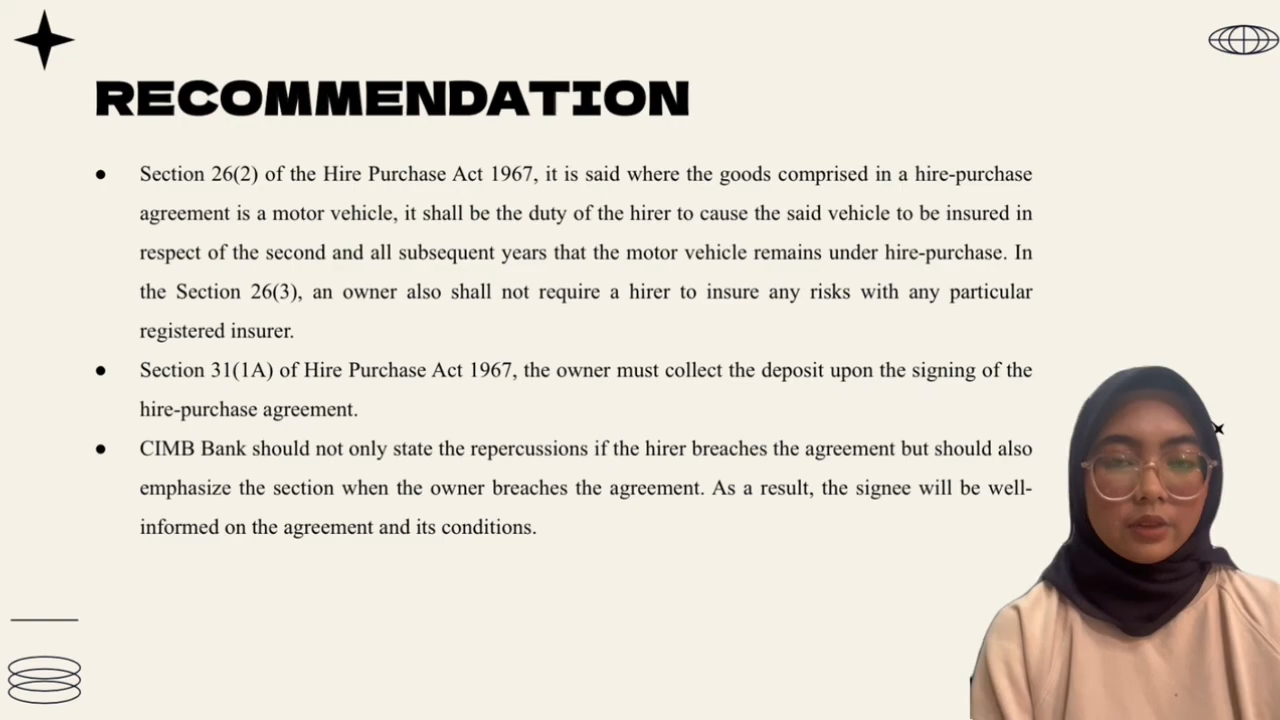 RECOMMENDATION
● Section 26(2) of the Hire Purchase Act 1967, it is said where the goods comprised in a hire-purchase
agreement is a motor vehicle, it shall be the duty of the hirer to cause the said vehicle to be insured in
respect of the second and all subsequent years that the motor vehicle remains under hire-purchase. In
the Section 26(3), an owner also shall not require a hirer to insure any risks with any particular
registered insurer.
● Section 31(1A) of Hire Purchase Act 1967, the owner must collect the deposit upon the signing of the
hire-purchase agreement.
● CIMB Bank should not only state the repercussions if the hirer breaches the agreement but should also
emphasize the section when the owner breaches the agreement. As a result, the signee will be well-
informed on the agreement and its conditions.